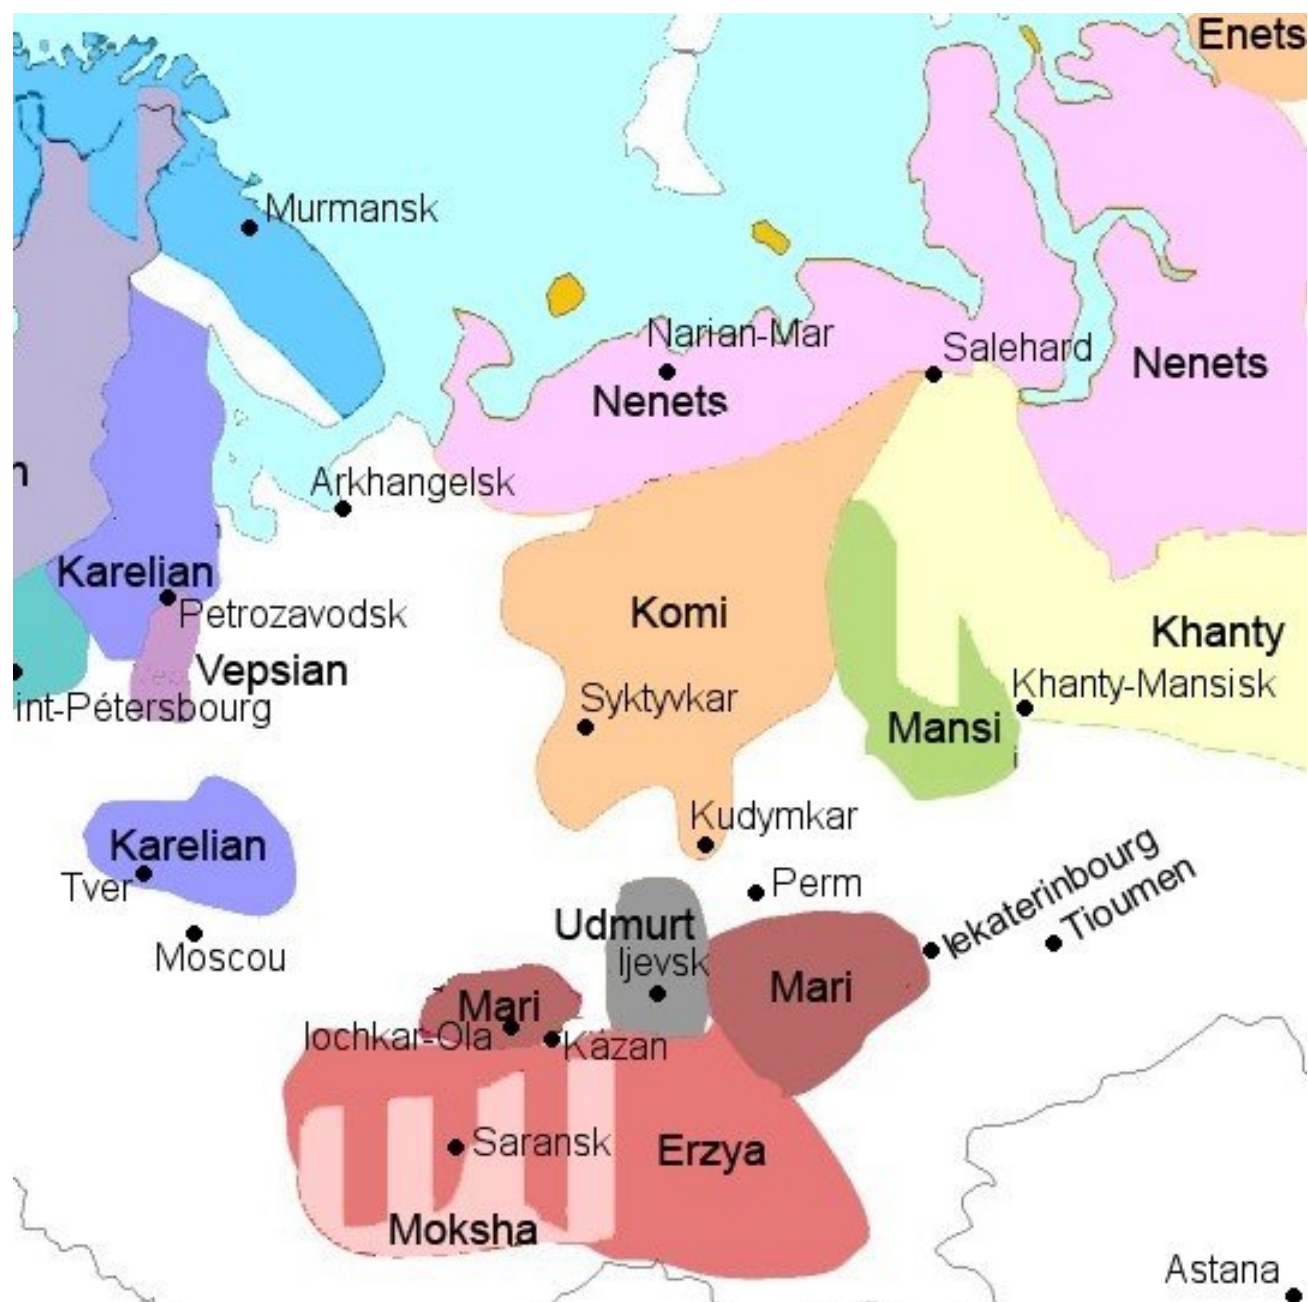 Enets
Murmansk
Narian-Mar
Salehard
Nenets
Nenets
n
Arkhangelsk
Karelian
Petrozavodsk
Komi
Khanty
Vepsian
Vep
Syktyvkar
Khanty-Mansisk
int-Pétersbourg
Mansi
i
Kudymkar
Karelian
Tver
Perm
Iekaterinbourg
Tioumen
Moscou
Udmurt
Ijevsk
Mari
Mari
Iochkar-Ola
Kazan
Saransk
Erzya
Moksha
Astana